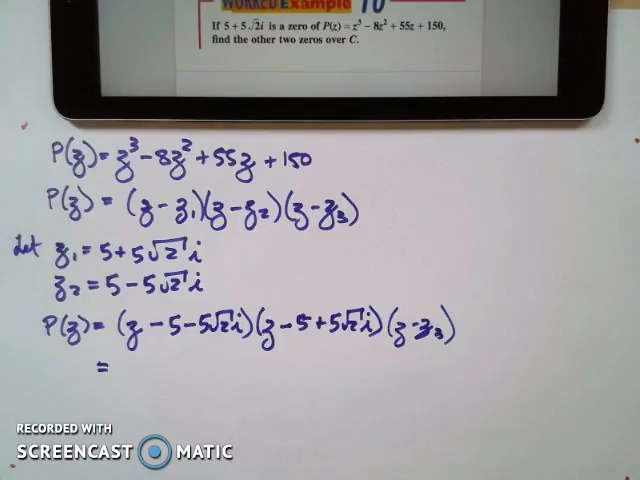 WORKED Example 10
If 5 + 5√2i is a zero of P(z) = z³ − 8z² + 55z + 150,
find the other two zeros over C.
P(z) = z³ − 8z² + 55z + 150
P(z) = (z − z₁)(z − z₂)(z − z₃)
Let z₁ = 5 + 5√2 i
z₂ = 5 − 5√2 i
P(z) = (z − 5 − 5√2 i)(z − 5 + 5√2 i)(z − z₃)
=
RECORDED WITH
SCREENCAST MATIC